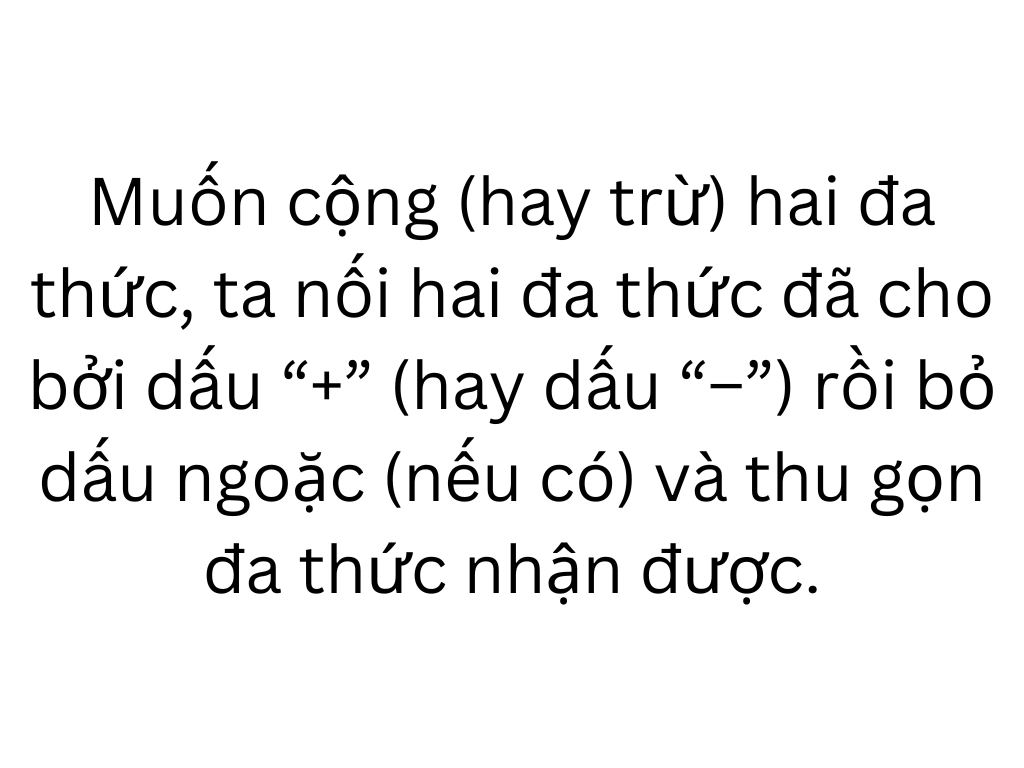 Muốn cộng (hay trừ) hai đa
thức, ta nối hai đa thức đã cho
bởi dấu “+” (hay dấu “–”) rồi bỏ
dấu ngoặc (nếu có) và thu gọn
đa thức nhận được.